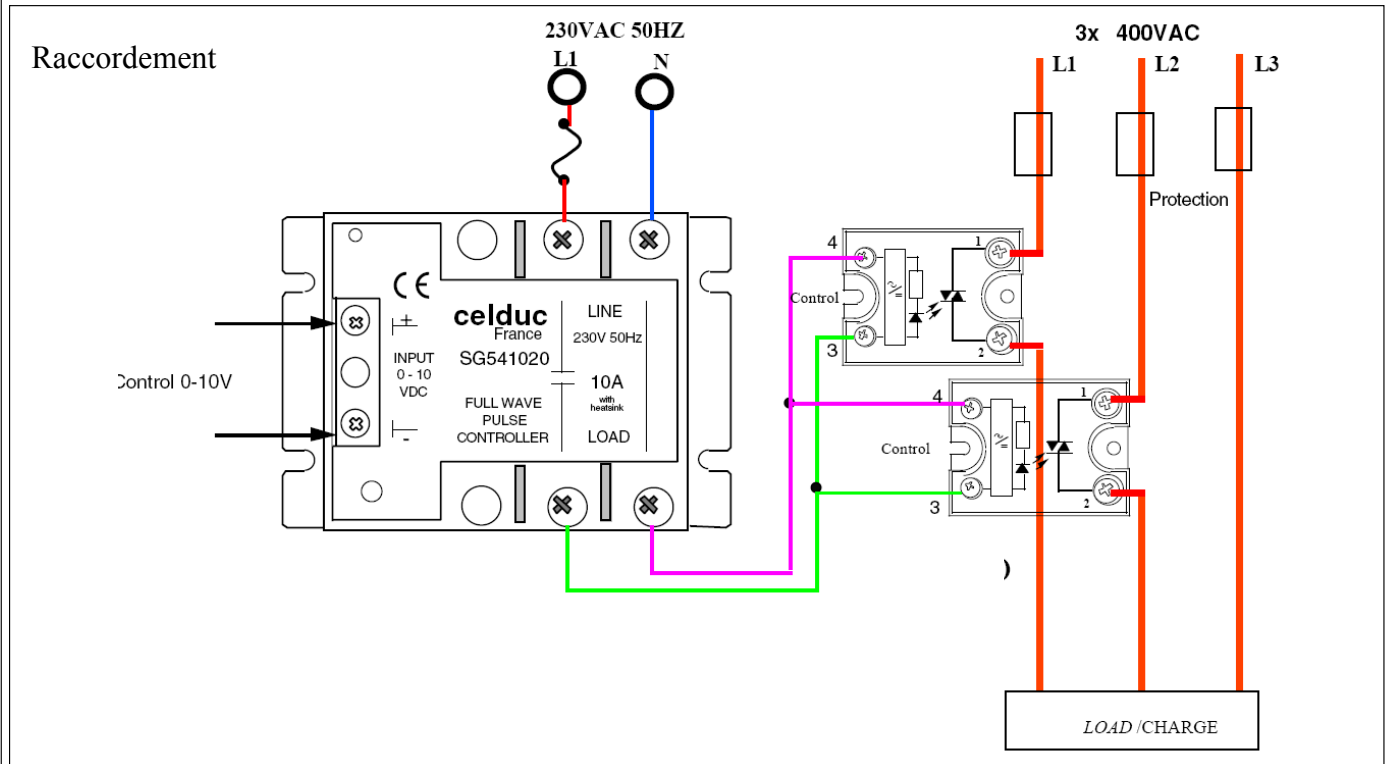 Raccordement
230VAC 50HZ
L1
N
3x 400VAC
L1
L2
L3
Protection
CE
+
INPUT
0 - 10
VDC
-
celduc
France
SG541020
FULL WAVE
PULSE
CONTROLLER
LINE
230V 50Hz
10A
with
heatsink
LOAD
Control 0-10V
4
Control
3
~/=
1
2
4
Control
3
~/=
1
2
)
LOAD /CHARGE